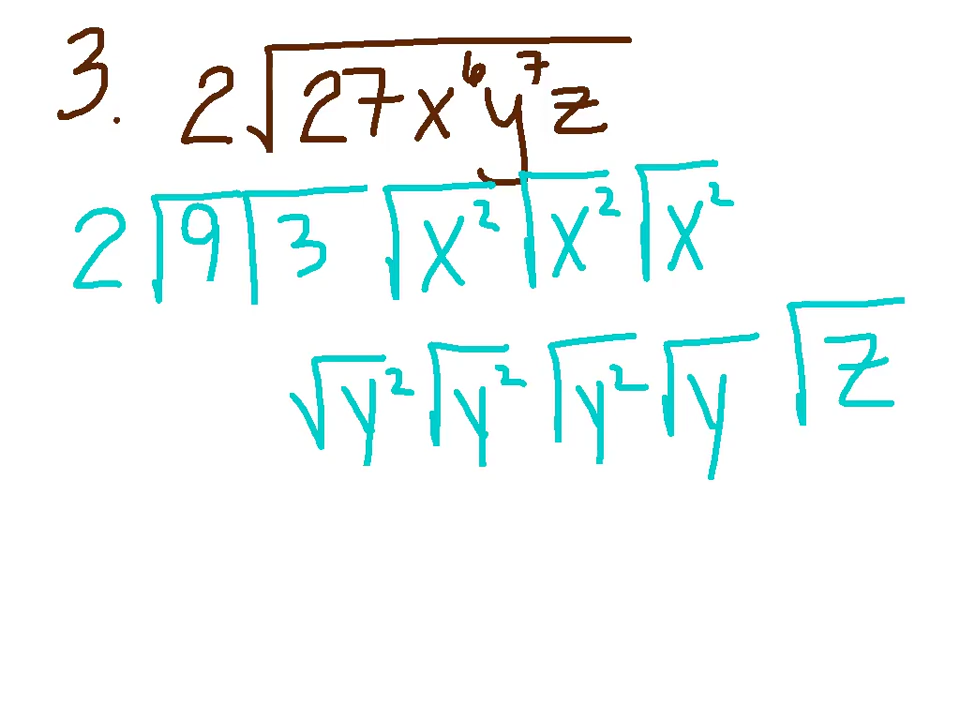 3. 2√27x⁶y⁷z
2√9√3 √x² √x² √x²
√y² √y² √y² √y √z